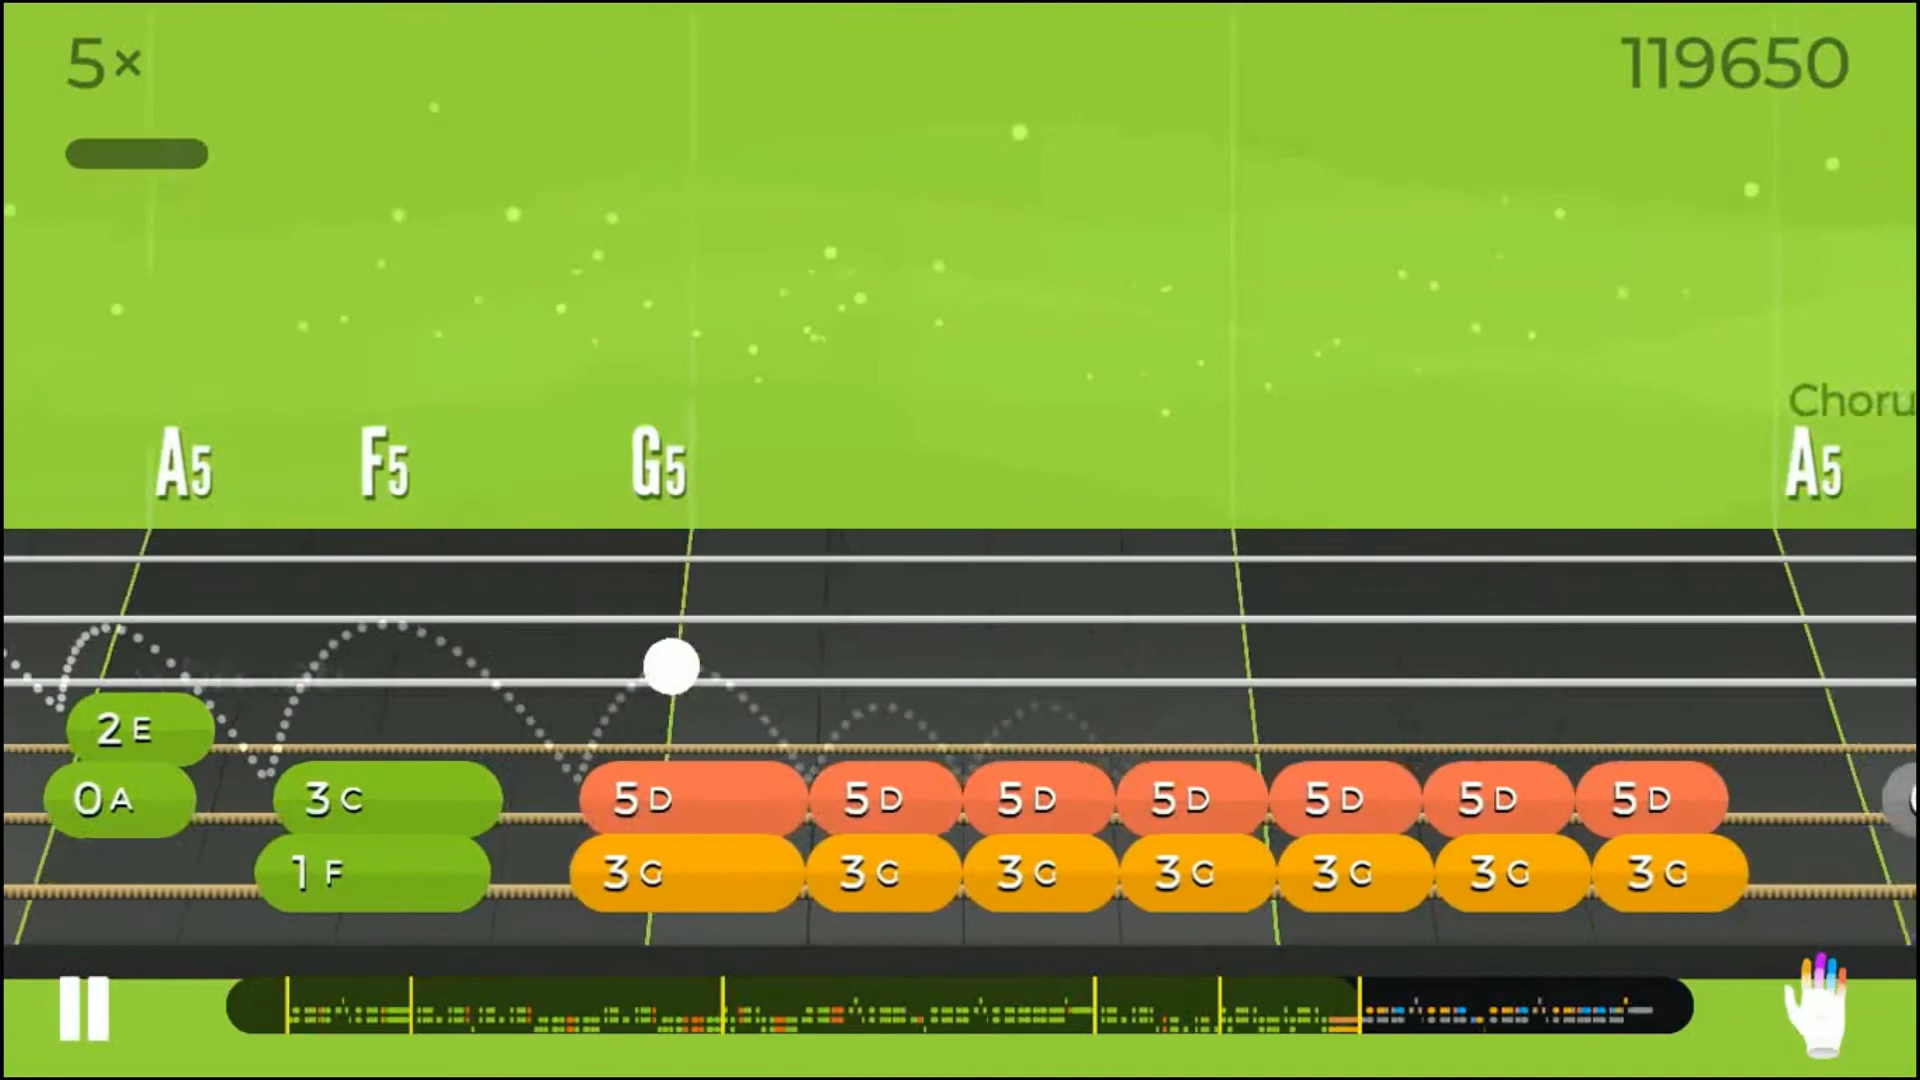 5×
119650
Choru
A5 F5 G5 A5
2 E
0 A 3 C 5 D 5 D 5 D 5 D 5 D 5 D 5 D
1 F 3 G 3 G 3 G 3 G 3 G 3 G 3 G